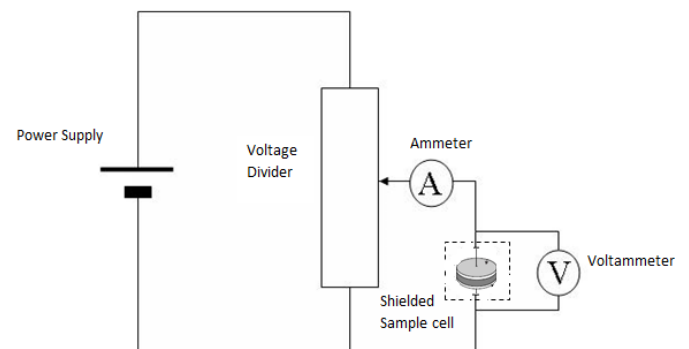 Power Supply
Voltage
Divider
Ammeter
A
V
Voltammeter
Shielded
Sample cell